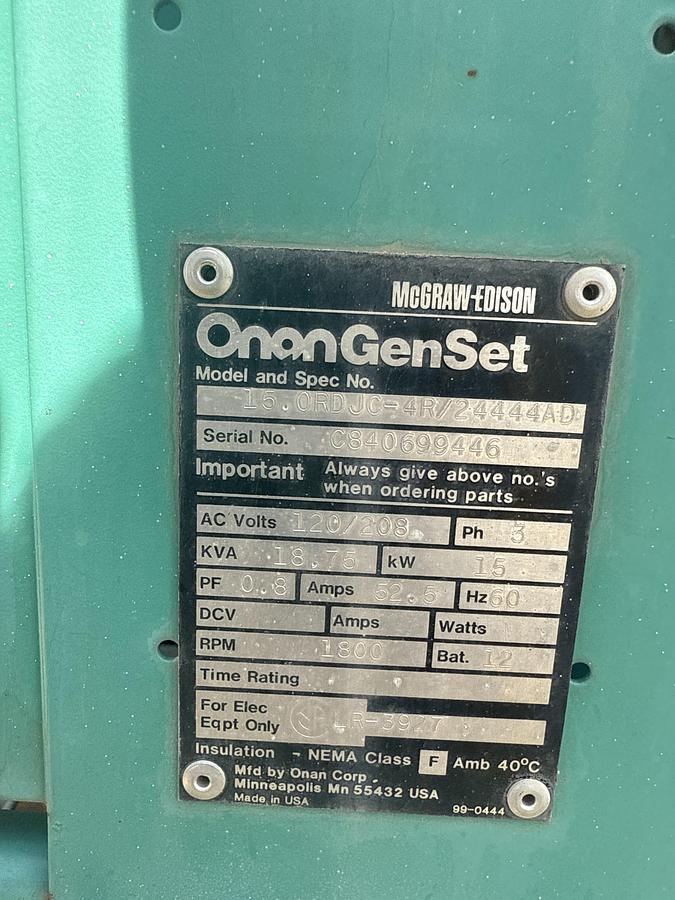 McGRAW-EDISON
Onan GenSet
Model and Spec No.
15.0RDJC-4R/24444AD
Serial No. C840699446
Important Always give above no.'s
when ordering parts
AC Volts 120/208 Ph 3
KVA 18.75 kW 15
PF 0.8 Amps 52.5 Hz 60
DCV Amps Watts
RPM 1800 Bat. 12
Time Rating
For Elec
Eqpt Only LR-3927
Insulation - NEMA Class F Amb 40°C
Mfd by Onan Corp.
Minneapolis Mn 55432 USA
Made in USA
99-0444